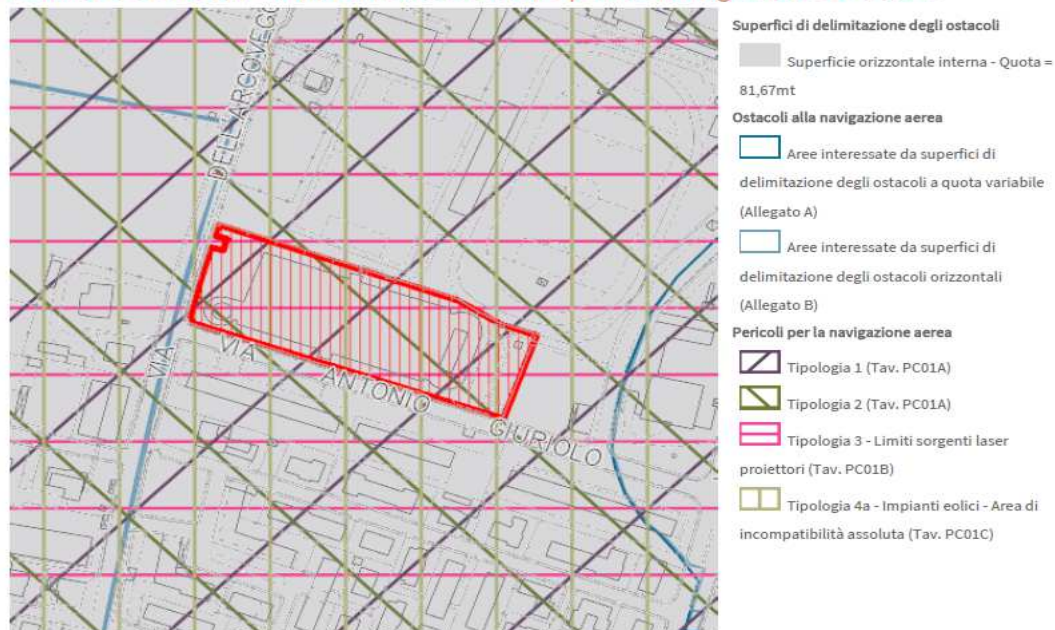 DELL'ARCOVEGG
VIA
VIA
ANTONIO
GIURIOLO
Superfici di delimitazione degli ostacoli
Superficie orizzontale interna - Quota =
81,67mt
Ostacoli alla navigazione aerea
Aree interessate da superfici di
delimitazione degli ostacoli a quota variabile
(Allegato A)
Aree interessate da superfici di
delimitazione degli ostacoli orizzontali
(Allegato B)
Pericoli per la navigazione aerea
Tipologia 1 (Tav. PC01A)
Tipologia 2 (Tav. PC01A)
Tipologia 3 - Limiti sorgenti laser
proiettori (Tav. PC01B)
Tipologia 4a - Impianti eolici - Area di
incompatibilità assoluta (Tav. PC01C)